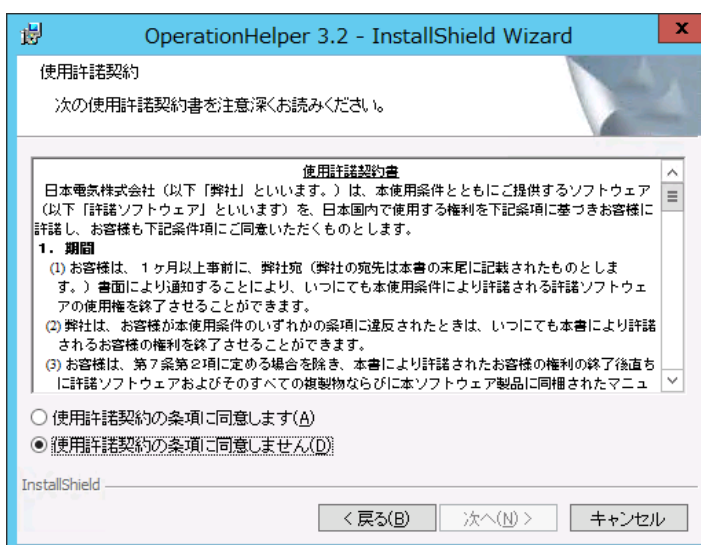 OperationHelper 3.2 - InstallShield Wizard
x
使用許諾契約
次の使用許諾契約書を注意深くお読みください。
使用許諾契約書
日本電気株式会社（以下「弊社」といいます。）は、本使用条件とともにご提供するソフトウェア
（以下「許諾ソフトウェア」といいます）を、日本国内で使用する権利を下記条項に基づきお客様に
許諾し、お客様も下記条件項にご同意いただくものとします。
1．期間
(1) お客様は、１ヶ月以上事前に、弊社宛（弊社の宛先は本書の末尾に記載されたものとしま
す。）書面により通知することにより、いつにても本使用条件により許諾される許諾ソフトウェ
アの使用権を終了させることができます。
(2) 弊社は、お客様が本使用条件のいずれかの条項に違反されたときは、いつにても本書により許諾
されるお客様の権利を終了させることができます。
(3) お客様は、第７条第２項に定める場合を除き、本書により許諾されたお客様の権利の終了後直ち
に許諾ソフトウェアおよびそのすべての複製物ならびに本ソフトウェア製品に同梱されたマニュ
使用許諾契約の条項に同意します(A)
使用許諾契約の条項に同意しません(D)
InstallShield
< 戻る(B)
次へ(N) >
キャンセル